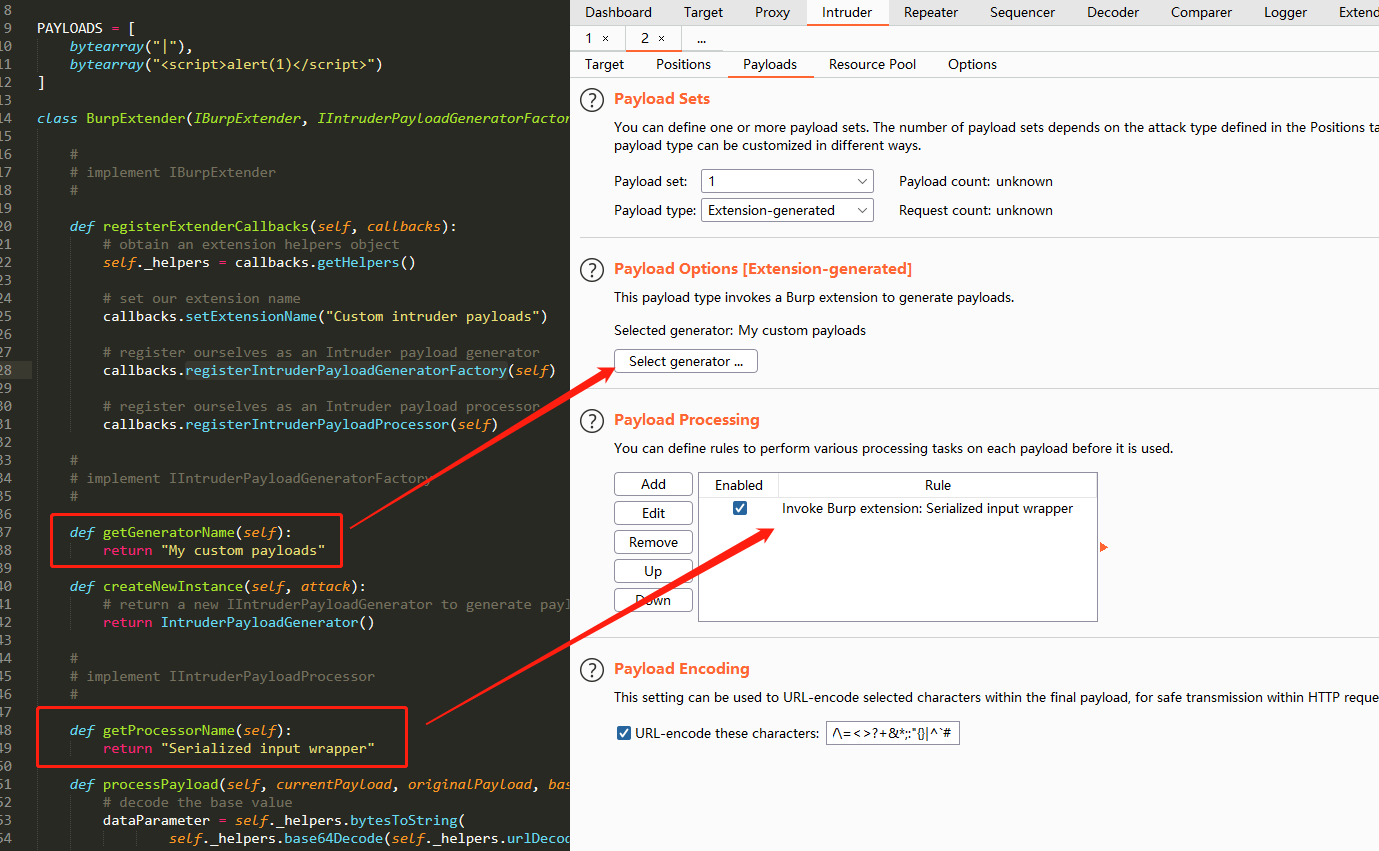 8
9 PAYLOADS = [
10 bytearray("|"),
11 bytearray("<script>alert(1)</script>")
12 ]
13
14 class BurpExtender(IBurpExtender, IIntruderPayloadGeneratorFactor
15
16 #
17 # implement IBurpExtender
18 #
19
20 def registerExtenderCallbacks(self, callbacks):
21 # obtain an extension helpers object
22 self._helpers = callbacks.getHelpers()
23
24 # set our extension name
25 callbacks.setExtensionName("Custom intruder payloads")
26
27 # register ourselves as an Intruder payload generator
28 callbacks.registerIntruderPayloadGeneratorFactory(self)
29
30 # register ourselves as an Intruder payload processor
31 callbacks.registerIntruderPayloadProcessor(self)
32
33 #
34 # implement IIntruderPayloadGeneratorFactory
35 #
36
37 def getGeneratorName(self):
38 return "My custom payloads"
39
40 def createNewInstance(self, attack):
41 # return a new IIntruderPayloadGenerator to generate payl
42 return IntruderPayloadGenerator()
43
44 #
45 # implement IIntruderPayloadProcessor
46 #
47
48 def getProcessorName(self):
49 return "Serialized input wrapper"
50
51 def processPayload(self, currentPayload, originalPayload, bas
52 # decode the base value
53 dataParameter = self._helpers.bytesToString(
54 self._helpers.base64Decode(self._helpers.urlDecod
Dashboard Target Proxy Intruder Repeater Sequencer Decoder Comparer Logger Extend
1 × 2 × ...
Target Positions Payloads Resource Pool Options
? Payload Sets
You can define one or more payload sets. The number of payload sets depends on the attack type defined in the Positions ta
payload type can be customized in different ways.
Payload set: 1 Payload count: unknown
Payload type: Extension-generated Request count: unknown
? Payload Options [Extension-generated]
This payload type invokes a Burp extension to generate payloads.
Selected generator: My custom payloads
Select generator ...
? Payload Processing
You can define rules to perform various processing tasks on each payload before it is used.
Add Enabled Rule
Edit Invoke Burp extension: Serialized input wrapper
Remove
Up
Down
? Payload Encoding
This setting can be used to URL-encode selected characters within the final payload, for safe transmission within HTTP reque
URL-encode these characters: /\=<>?+&*;:"{}|^`#